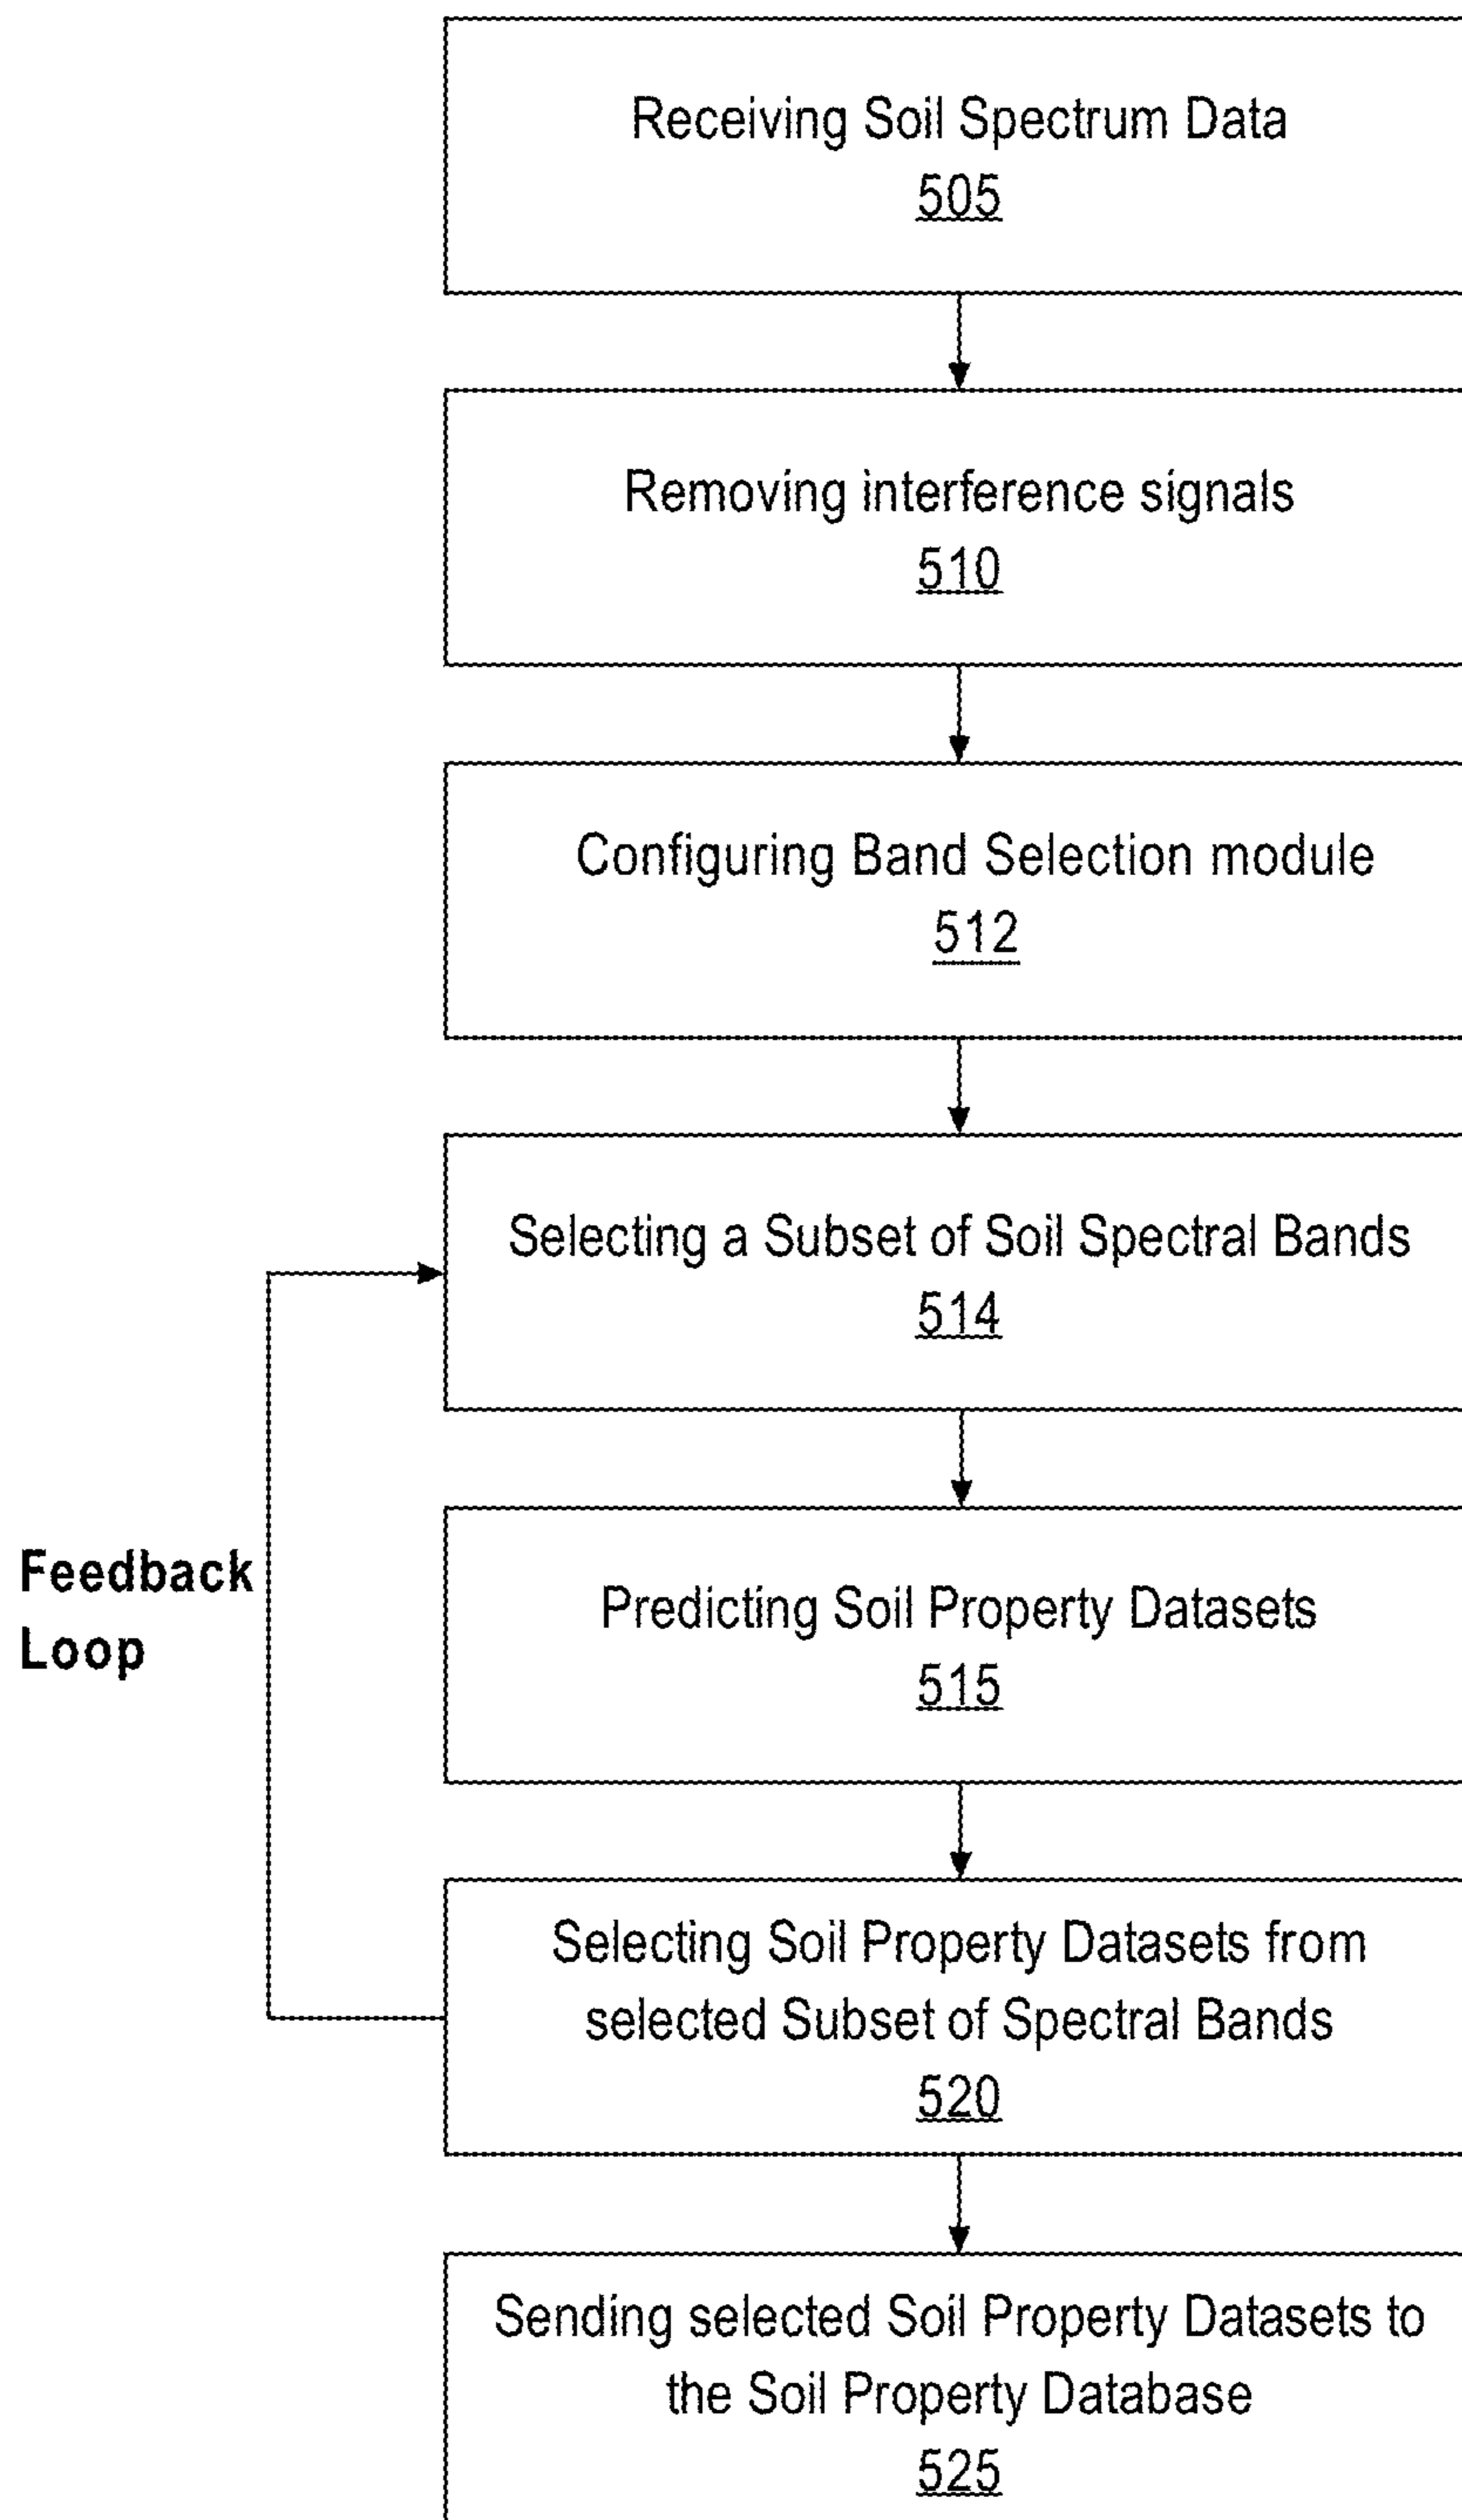 Receiving Soil Spectrum Data
505
Removing interference signals
510
Configuring Band Selection module
512
Selecting a Subset of Soil Spectral Bands
514
Feedback
Loop
Predicting Soil Property Datasets
515
Selecting Soil Property Datasets from
selected Subset of Spectral Bands
520
Sending selected Soil Property Datasets to
the Soil Property Database
525